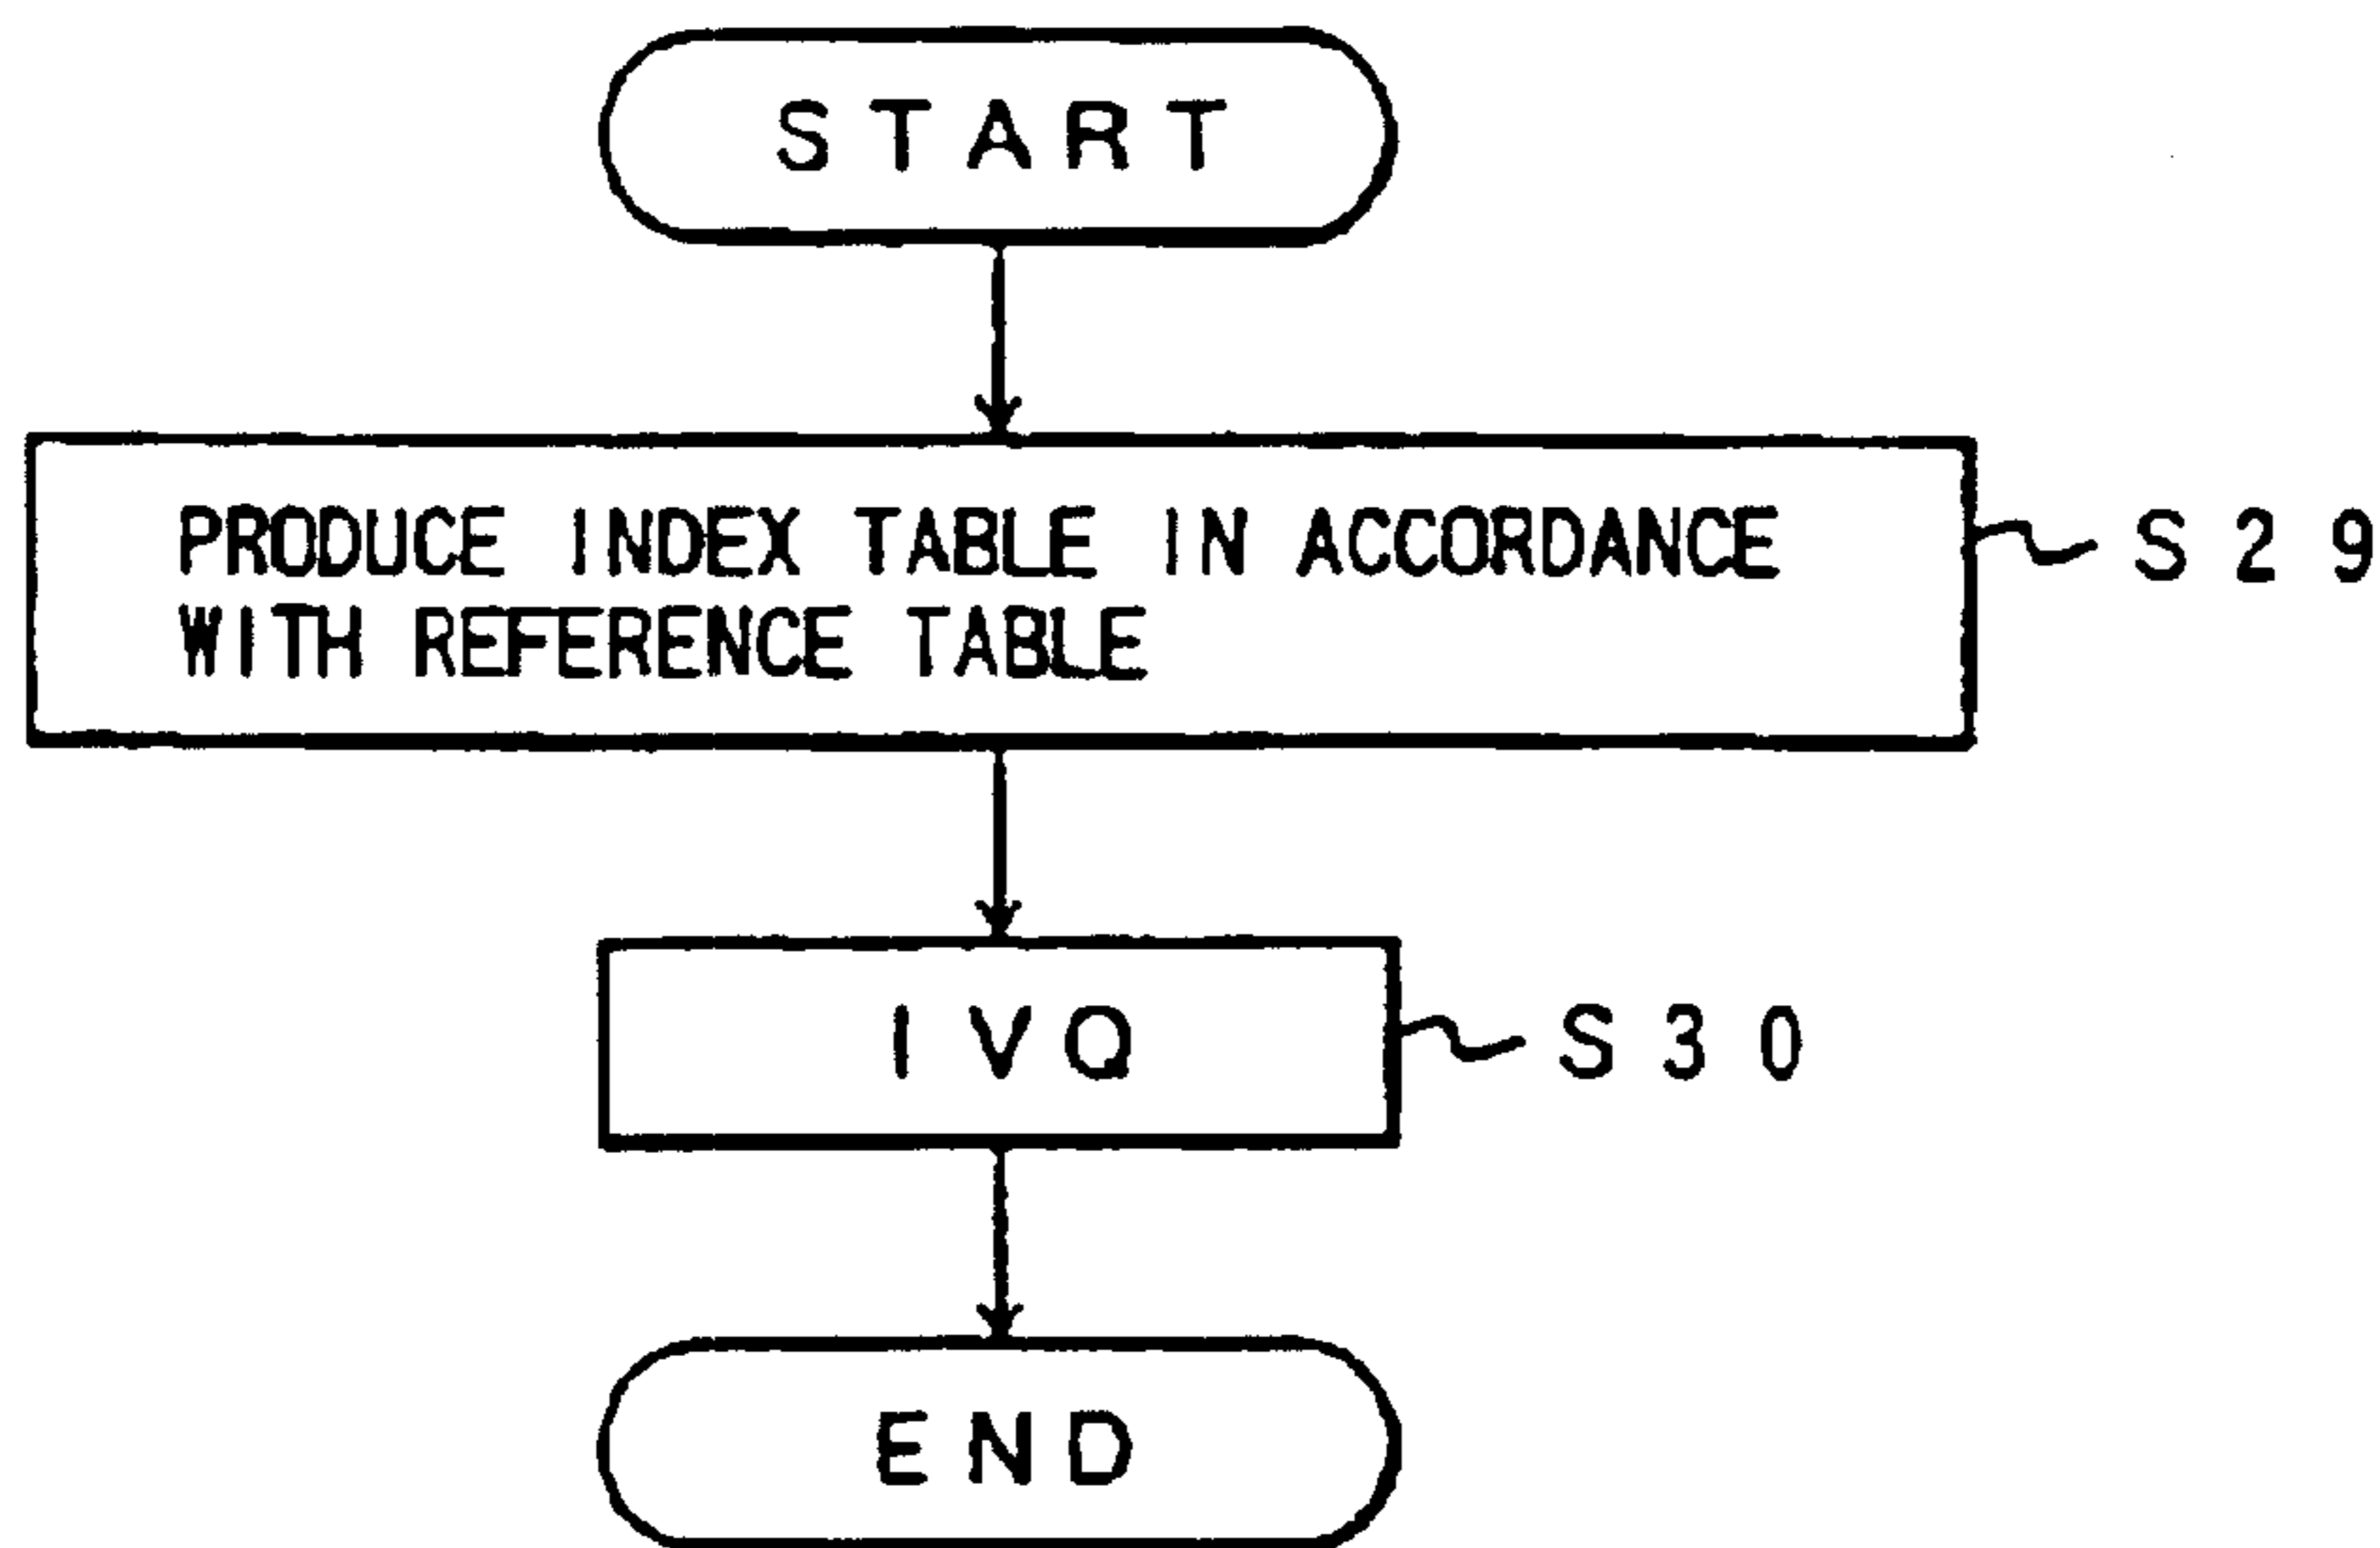 START
PRODUCE INDEX TABLE IN ACCORDANCE S29
WITH REFERENCE TABLE
IVQ S30
END